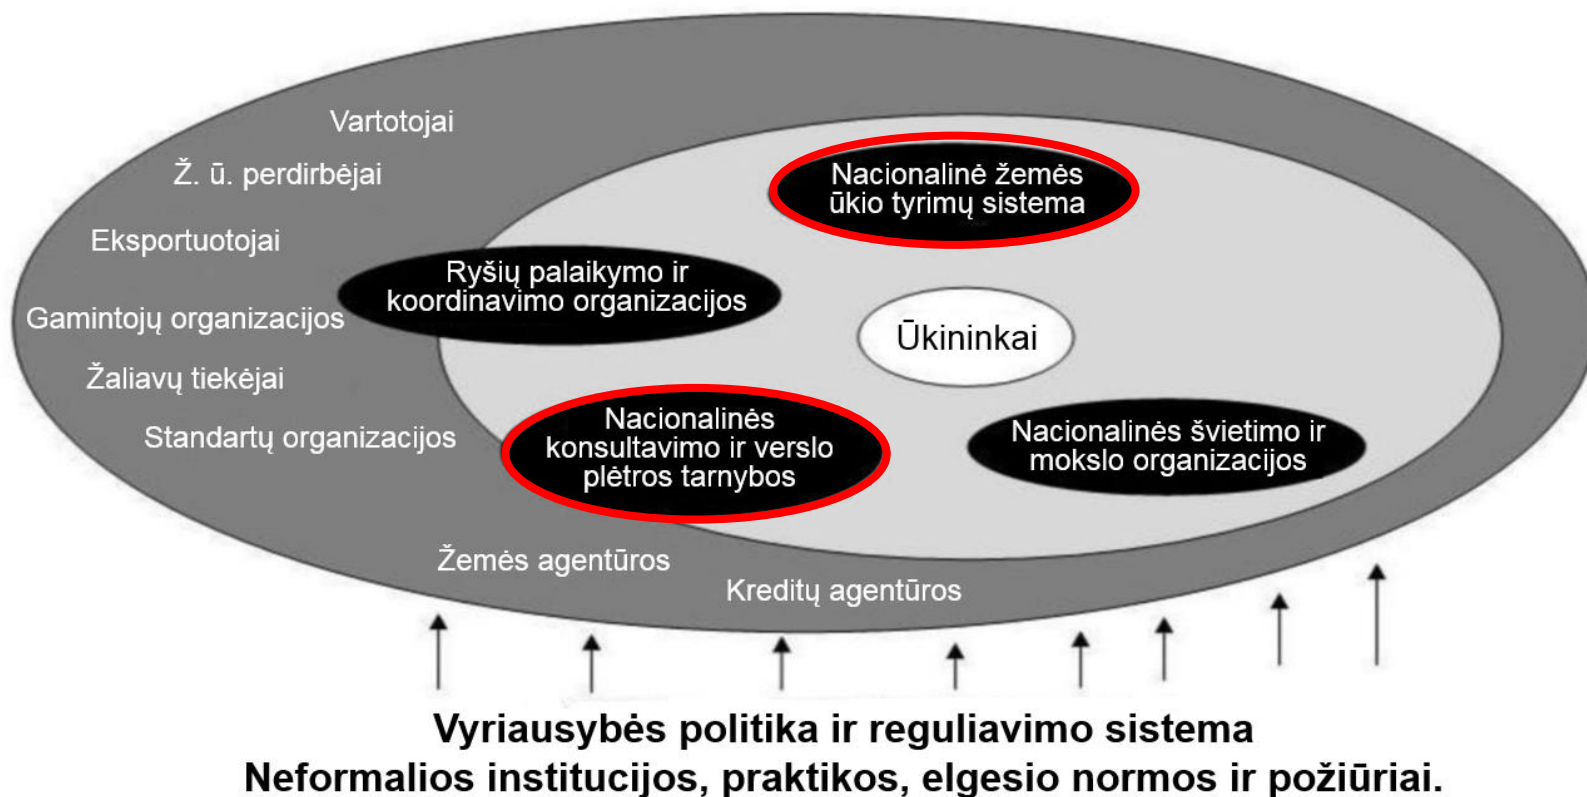 Vartotojai
Ž. ū. perdirbėjai
Eksportuotojai
Gamintojų organizacijos
Žaliavų tiekėjai
Standartų organizacijos
Žemės agentūros
Kreditų agentūros
Nacionalinė žemės
ūkio tyrimų sistema
Ryšių palaikymo ir
koordinavimo organizacijos
Ūkininkai
Nacionalinės
konsultavimo ir verslo
plėtros tarnybos
Nacionalinės švietimo ir
mokslo organizacijos
Vyriausybės politika ir reguliavimo sistema
Neformalios institucijos, praktikos, elgesio normos ir požiūriai.